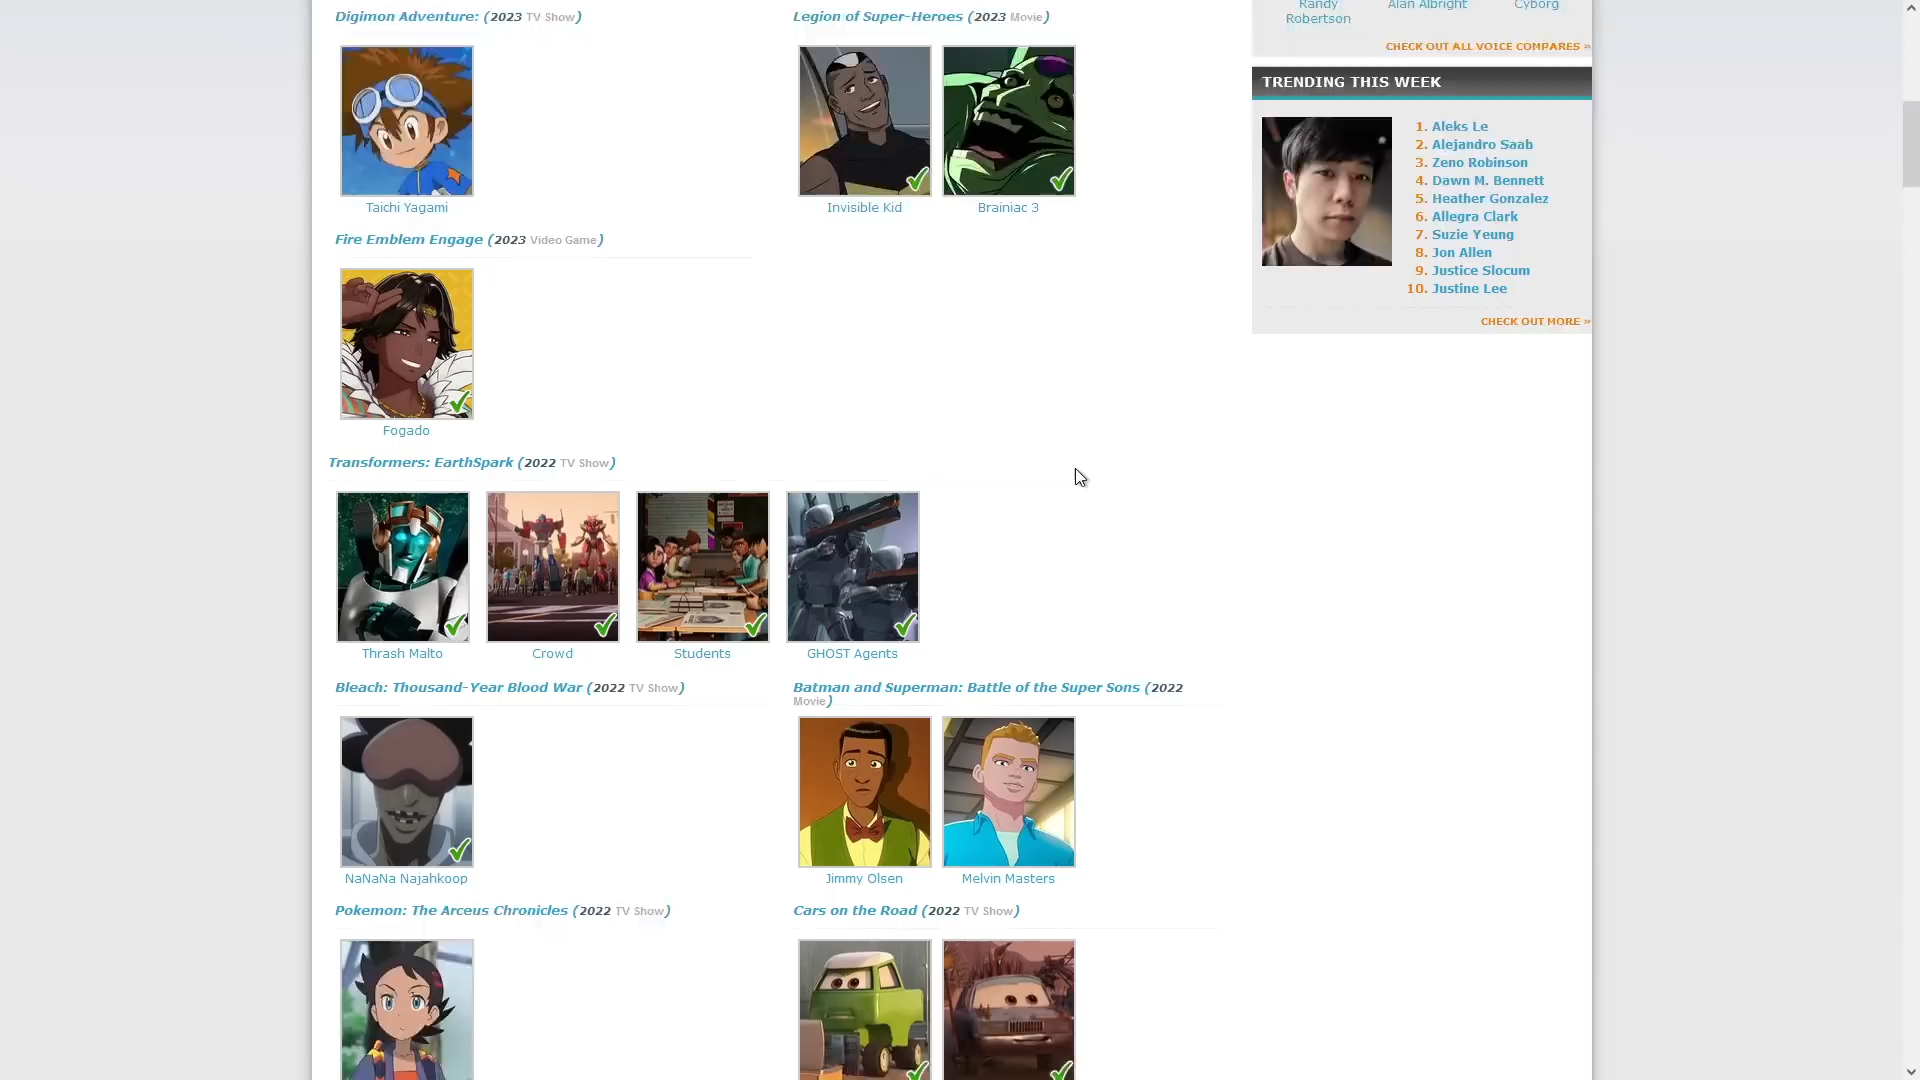 Digimon Adventure: (2023 TV Show)
Legion of Super-Heroes (2023 Movie)
Taichi Yagami
Invisible Kid
Brainiac 3
Fire Emblem Engage (2023 Video Game)
Fogado
Transformers: EarthSpark (2022 TV Show)
Thrash Malto
Crowd
Students
GHOST Agents
Bleach: Thousand-Year Blood War (2022 TV Show)
Batman and Superman: Battle of the Super Sons (2022
Movie)
NaNaNa Najahkoop
Jimmy Olsen
Melvin Masters
Pokemon: The Arceus Chronicles (2022 TV Show)
Cars on the Road (2022 TV Show)
Randy
Robertson
Alan Albright
Cyborg
CHECK OUT ALL VOICE COMPARES »
TRENDING THIS WEEK
1. Aleks Le
2. Alejandro Saab
3. Zeno Robinson
4. Dawn M. Bennett
5. Heather Gonzalez
6. Allegra Clark
7. Suzie Yeung
8. Jon Allen
9. Justice Slocum
10. Justine Lee
CHECK OUT MORE »